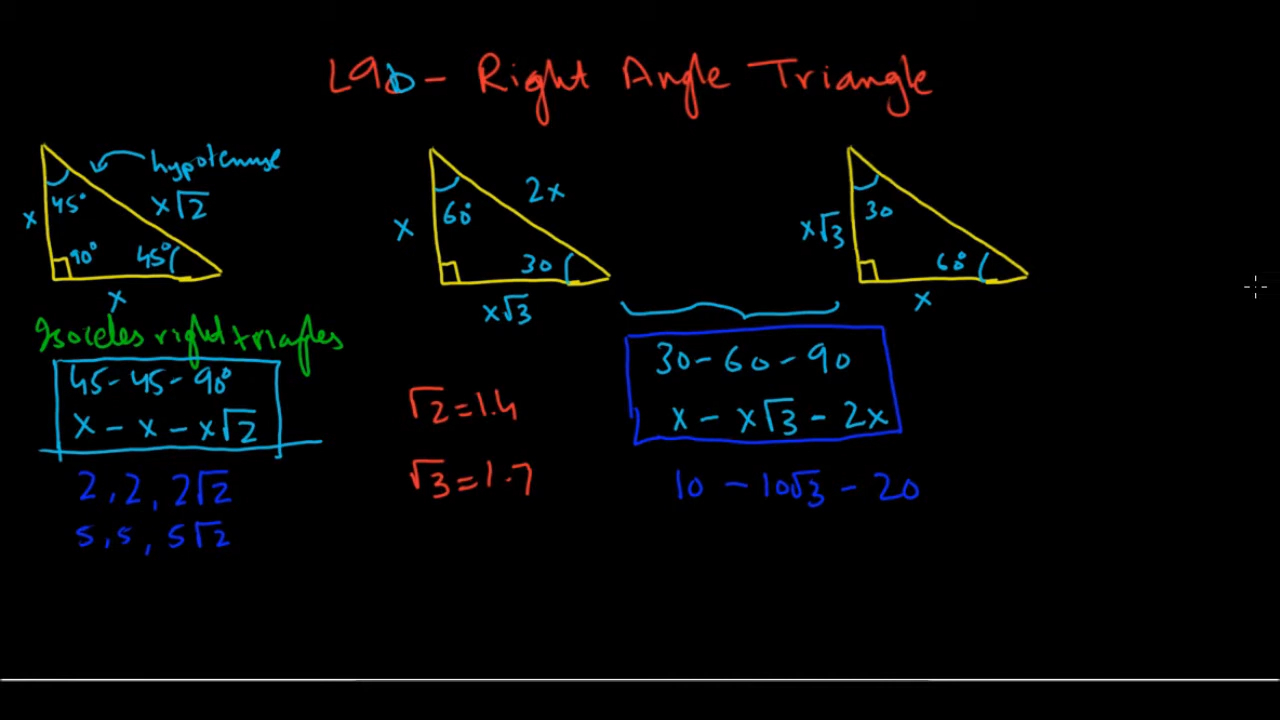 L9b - Right Angle Triangle
hypotenuse
45°
x
x√2
90°
45°
x
60°
x
2x
30
x√3
30
x√3
60°
x
Isoceles right triangles
45 - 45 - 90°
x - x - x√2
2, 2, 2√2
5, 5, 5√2
√2 = 1.4
√3 = 1.7
30 - 60 - 90
x - x√3 - 2x
10 - 10√3 - 20